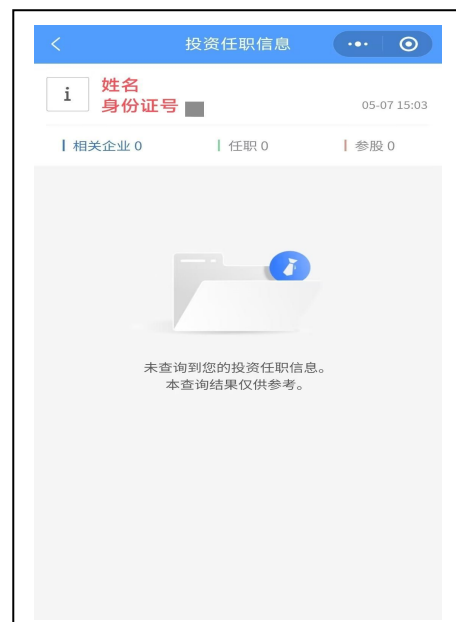 投资任职信息
i
姓名
身份证号
05-07 15:03
相关企业 0
任职 0
参股 0
未查询到您的投资任职信息。
本查询结果仅供参考。